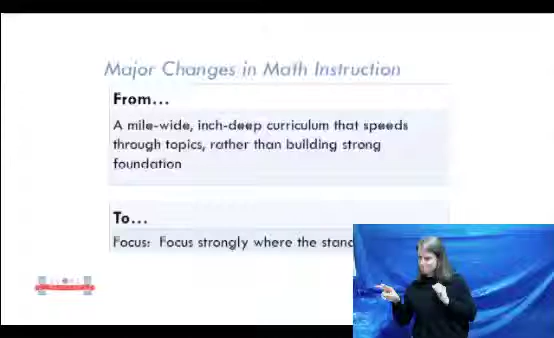 Major Changes in Math Instruction
From...
A mile-wide, inch-deep curriculum that speeds
through topics, rather than building strong
foundation
To...
Focus: Focus strongly where the